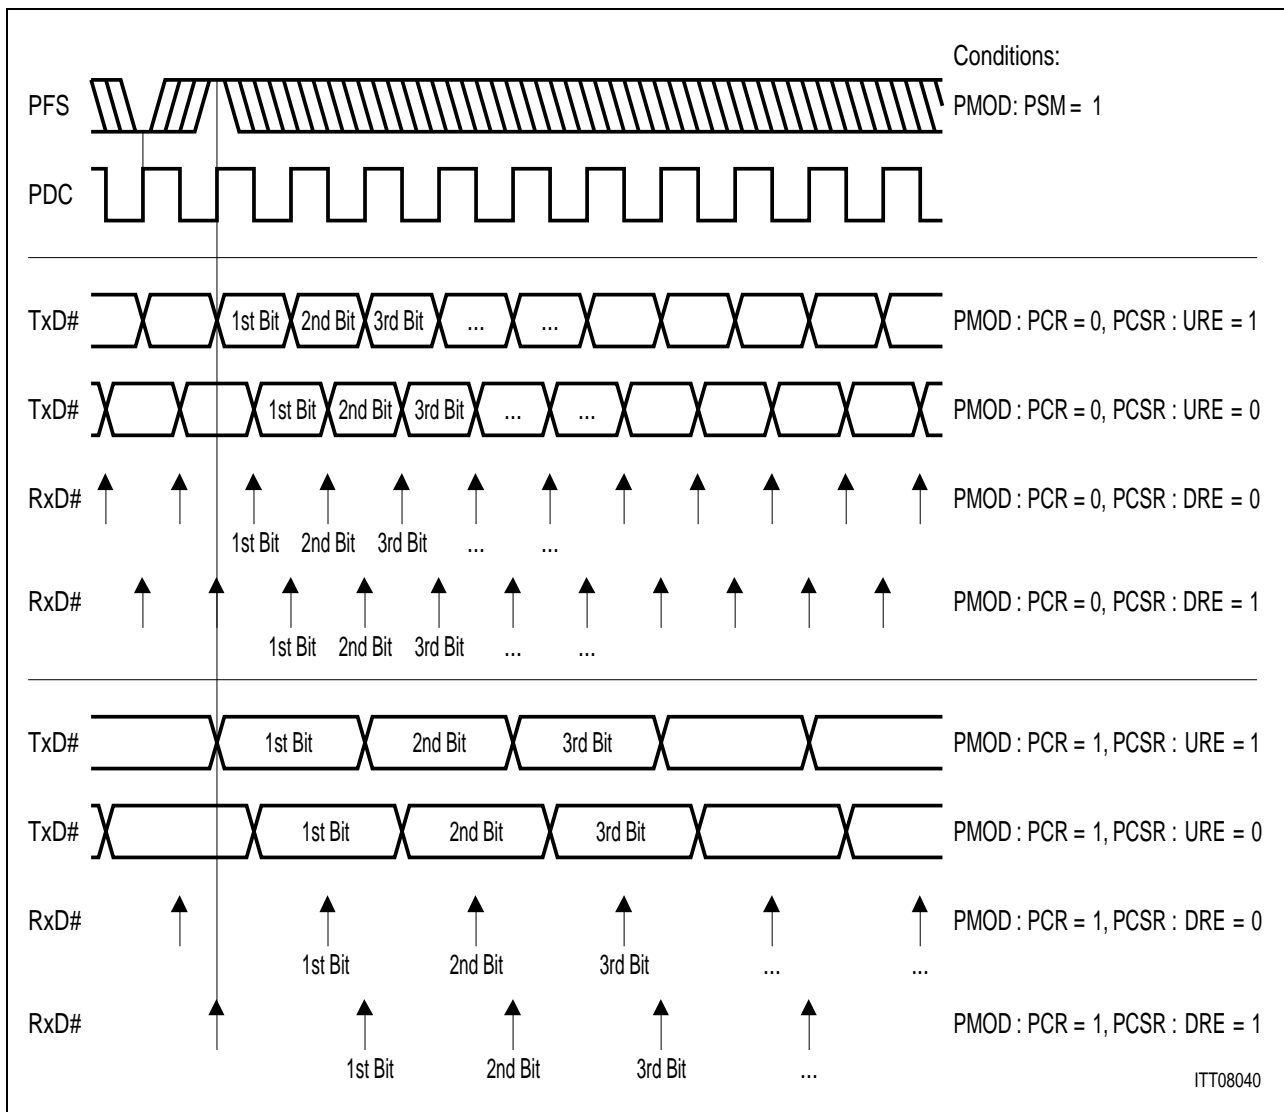 Conditions:
PFS
PMOD: PSM = 1
PDC
TxD# 1st Bit 2nd Bit 3rd Bit ... ... PMOD : PCR = 0, PCSR : URE = 1
TxD# 1st Bit 2nd Bit 3rd Bit ... ... PMOD : PCR = 0, PCSR : URE = 0
RxD# PMOD : PCR = 0, PCSR : DRE = 0
1st Bit 2nd Bit 3rd Bit ... ...
RxD# PMOD : PCR = 0, PCSR : DRE = 1
1st Bit 2nd Bit 3rd Bit ... ...
TxD# 1st Bit 2nd Bit 3rd Bit PMOD : PCR = 1, PCSR : URE = 1
TxD# 1st Bit 2nd Bit 3rd Bit PMOD : PCR = 1, PCSR : URE = 0
RxD# PMOD : PCR = 1, PCSR : DRE = 0
1st Bit 2nd Bit 3rd Bit ... ...
RxD# PMOD : PCR = 1, PCSR : DRE = 1
1st Bit 2nd Bit 3rd Bit ...
ITT08040